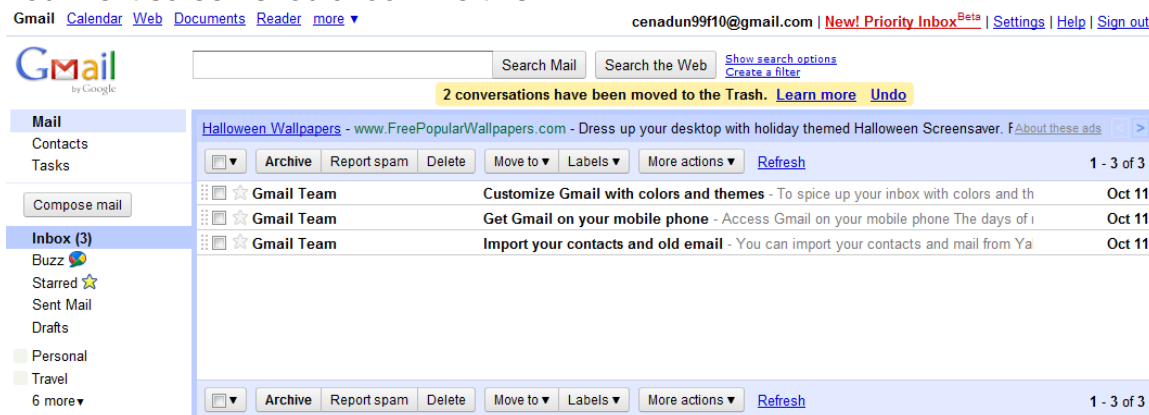 Gmail Calendar Web Documents Reader more ▼ cenadun99f10@gmail.com | New! Priority Inbox Beta | Settings | Help | Sign out
Gmail by Google
Search Mail Search the Web Show search options
Create a filter
2 conversations have been moved to the Trash. Learn more Undo
Mail
Contacts
Tasks
Compose mail
Inbox (3)
Buzz
Starred
Sent Mail
Drafts
Personal
Travel
6 more ▼
Halloween Wallpapers - www.FreePopularWallpapers.com - Dress up your desktop with holiday themed Halloween Screensaver. About these ads < >
Archive Report spam Delete Move to ▼ Labels ▼ More actions ▼ Refresh 1 - 3 of 3
Gmail Team Customize Gmail with colors and themes - To spice up your inbox with colors and th Oct 11
Gmail Team Get Gmail on your mobile phone - Access Gmail on your mobile phone The days of Oct 11
Gmail Team Import your contacts and old email - You can import your contacts and mail from Ya Oct 11
Archive Report spam Delete Move to ▼ Labels ▼ More actions ▼ Refresh 1 - 3 of 3